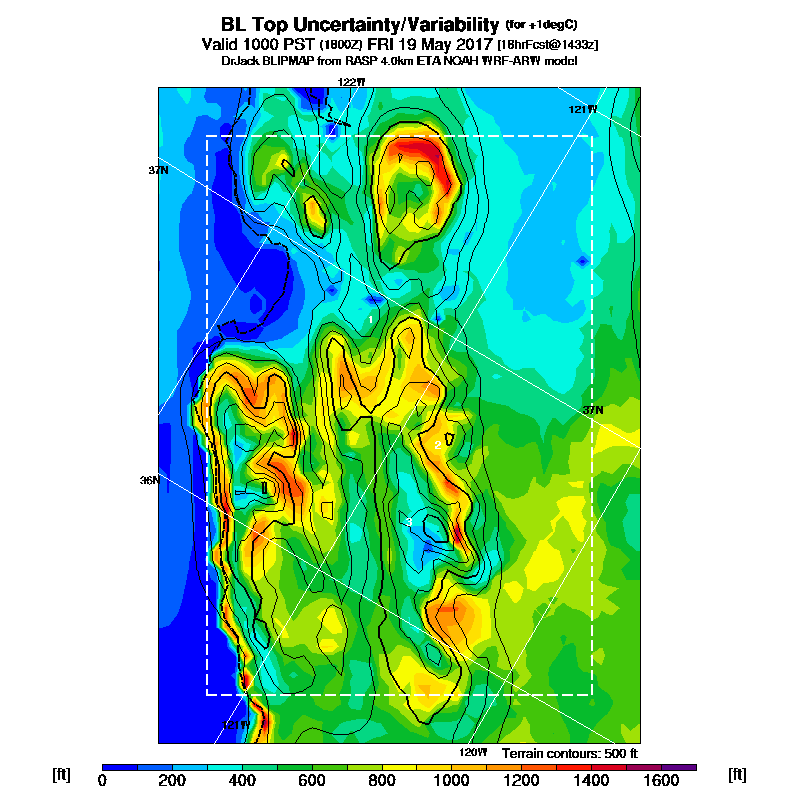 BL Top Uncertainty/Variability (for +1degC)
Valid 1000 PST (1800Z) FRI 19 May 2017 [18hrFcst@1433z]
DrJack BLIPMAP from RASP 4.0km ETA NOAH WRF-ARW model
122W
121W
37N
1
37N
2
36N
3
121W
120W Terrain contours: 500 ft
[ft] 0 200 400 600 800 1000 1200 1400 1600 [ft]